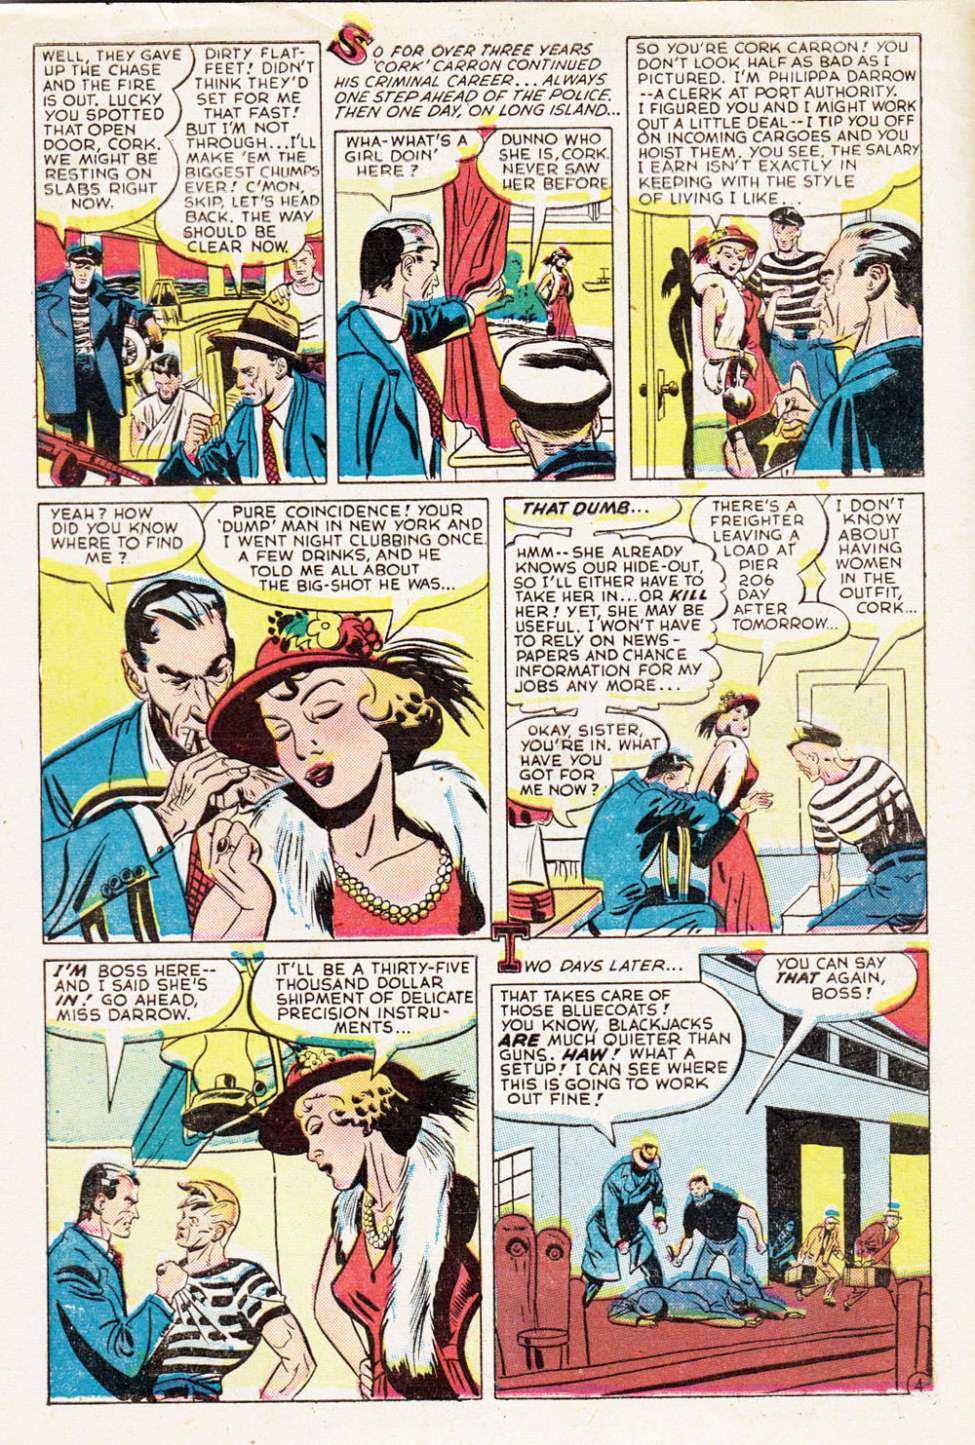 WELL, THEY GAVE
UP THE CHASE
AND THE FIRE
IS OUT. LUCKY
YOU SPOTTED
THAT OPEN
DOOR, CORK.
WE MIGHT BE
RESTING ON
SLABS RIGHT
NOW.
DIRTY FLAT-
FEET! DIDN'T
THINK THEY'D
SET FOR ME
THAT FAST!
BUT I'M NOT
THROUGH...I'LL
MAKE 'EM THE
BIGGEST CHUMPS
EVER! C'MON,
SKIP, LET'S HEAD
BACK. THE WAY
SHOULD BE
CLEAR NOW.
SO FOR OVER THREE YEARS
'CORK' CARRON CONTINUED
HIS CRIMINAL CAREER... ALWAYS
ONE STEP AHEAD OF THE POLICE.
THEN ONE DAY, ON LONG ISLAND...
WHA-WHAT'S A
GIRL DOIN'
HERE?
DUNNO WHO
SHE IS, CORK.
NEVER SAW
HER BEFORE
SO YOU'RE CORK CARRON! YOU
DON'T LOOK HALF AS BAD AS I
PICTURED. I'M PHILIPPA DARROW
--A CLERK AT PORT AUTHORITY.
I FIGURED YOU AND I MIGHT WORK
OUT A LITTLE DEAL--I TIP YOU OFF
ON INCOMING CARGOES AND YOU
HOIST THEM. YOU SEE, THE SALARY
I EARN ISN'T EXACTLY IN
KEEPING WITH THE STYLE
OF LIVING I LIKE...
YEAH? HOW
DID YOU KNOW
WHERE TO FIND
ME?
PURE COINCIDENCE! YOUR
'DUMP' MAN IN NEW YORK AND
I WENT NIGHT CLUBBING ONCE.
A FEW DRINKS, AND HE
TOLD ME ALL ABOUT
THE BIG-SHOT HE WAS...
THAT DUMB...
HMM--SHE ALREADY
KNOWS OUR HIDE-OUT,
SO I'LL EITHER HAVE TO
TAKE HER IN...OR KILL
HER! YET, SHE MAY BE
USEFUL. I WON'T HAVE
TO RELY ON NEWS-
PAPERS AND CHANCE
INFORMATION FOR MY
JOBS ANY MORE...
OKAY, SISTER,
YOU'RE IN. WHAT
HAVE YOU
GOT FOR
ME NOW?
THERE'S A
FREIGHTER
LEAVING A
LOAD AT
PIER
206
DAY
AFTER
TOMORROW...
I DON'T
KNOW
ABOUT
HAVING
WOMEN
IN THE
OUTFIT,
CORK...
I'M BOSS HERE--
AND I SAID SHE'S
IN! GO AHEAD,
MISS DARROW.
IT'LL BE A THIRTY-FIVE
THOUSAND DOLLAR
SHIPMENT OF DELICATE
PRECISION INSTRU-
MENTS...
TWO DAYS LATER...
THAT TAKES CARE OF
THOSE BLUECOATS!
YOU KNOW, BLACKJACKS
ARE MUCH QUIETER THAN
GUNS. HAW! WHAT A
SETUP! I CAN SEE WHERE
THIS IS GOING TO WORK
OUT FINE!
YOU CAN SAY
THAT AGAIN,
BOSS!
4